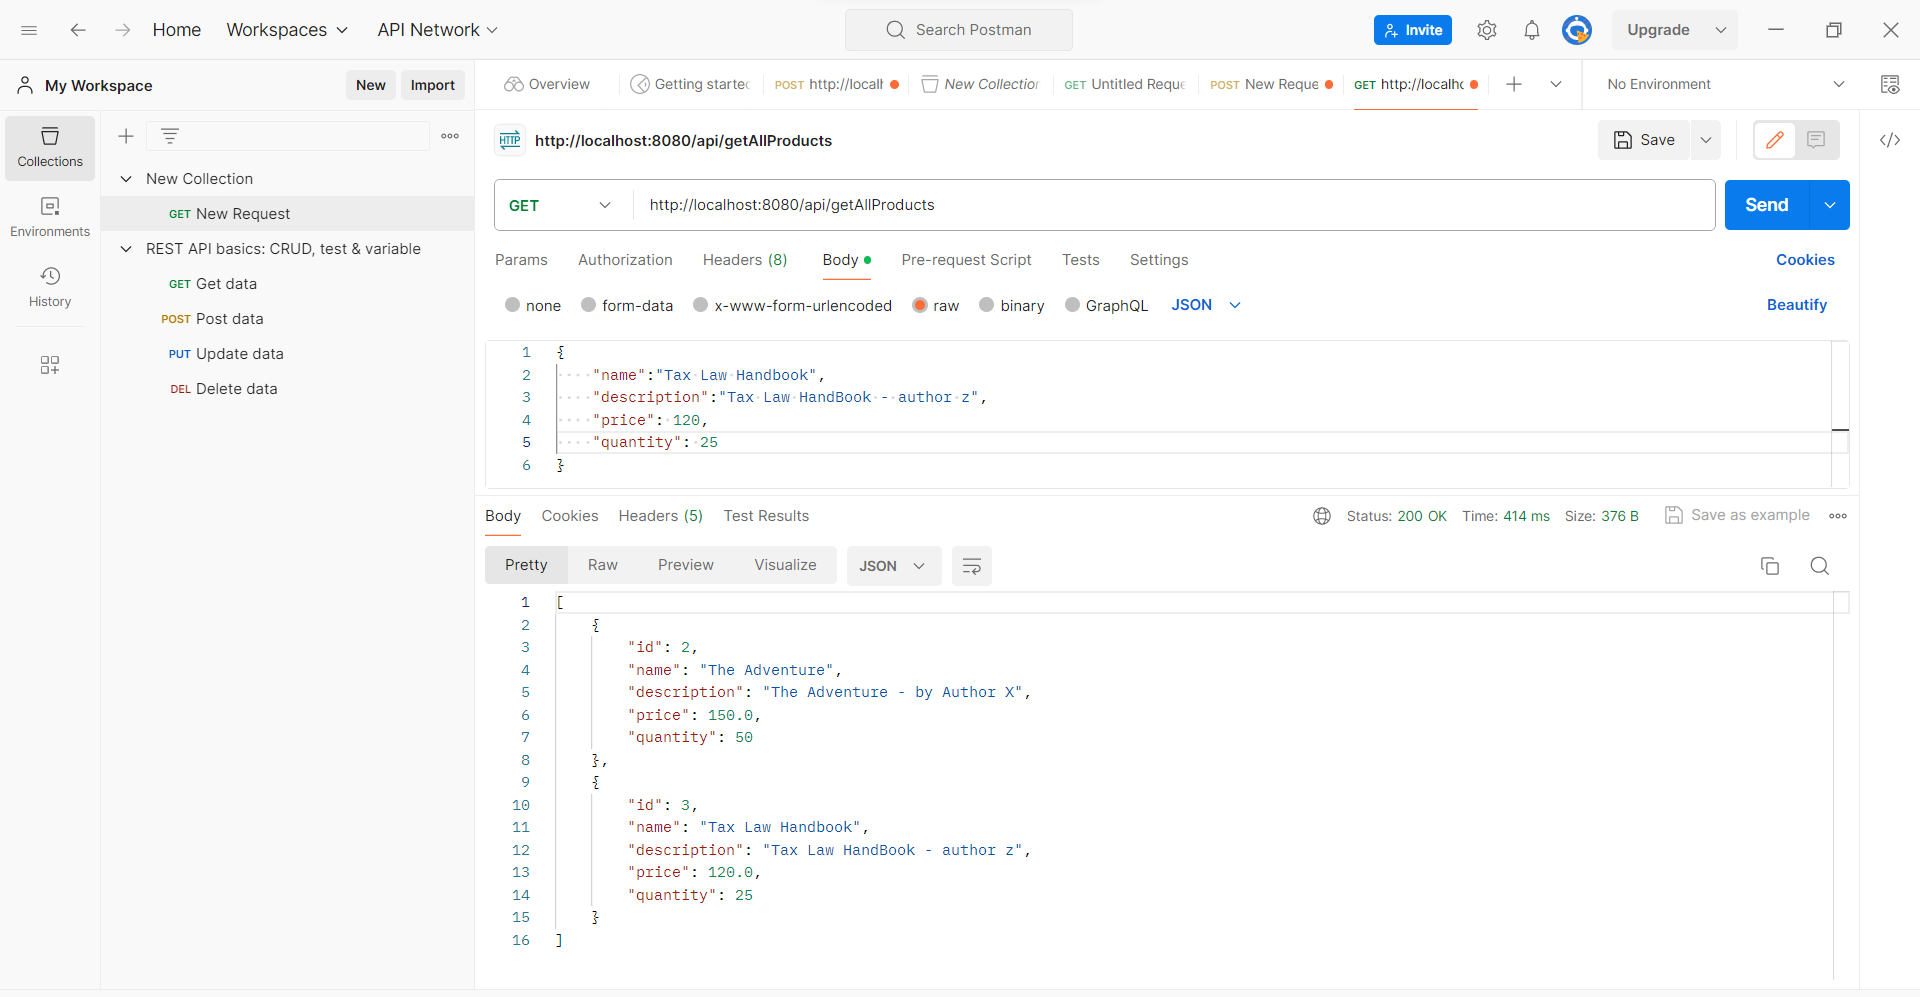 Home Workspaces API Network Search Postman Invite Upgrade
My Workspace New Import Overview Getting started POST http://local New Collection GET Untitled Reque POST New Reque GET http://localho No Environment
Collections
Environments
History
New Collection
GET New Request
REST API basics: CRUD, test & variable
GET Get data
POST Post data
PUT Update data
DEL Delete data
HTTP http://localhost:8080/api/getAllProducts Save
GET http://localhost:8080/api/getAllProducts Send
Params Authorization Headers (8) Body Pre-request Script Tests Settings Cookies
none form-data x-www-form-urlencoded raw binary GraphQL JSON Beautify
1 {
2 "name":"Tax Law Handbook",
3 "description":"Tax Law HandBook - author z",
4 "price": 120,
5 "quantity": 25
6 }
Body Cookies Headers (5) Test Results Status: 200 OK Time: 414 ms Size: 376 B Save as example
Pretty Raw Preview Visualize JSON
1 [
2 {
3 "id": 2,
4 "name": "The Adventure",
5 "description": "The Adventure - by Author X",
6 "price": 150.0,
7 "quantity": 50
8 },
9 {
10 "id": 3,
11 "name": "Tax Law Handbook",
12 "description": "Tax Law HandBook - author z",
13 "price": 120.0,
14 "quantity": 25
15 }
16 ]